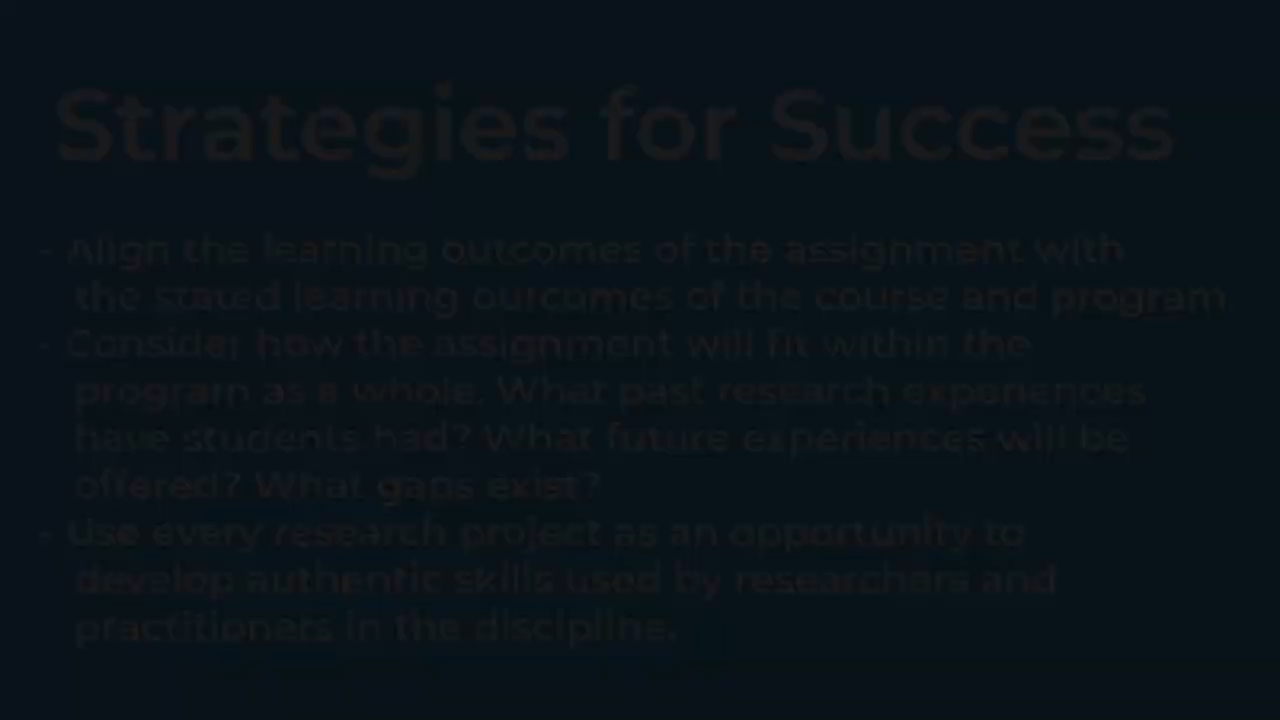 Strategies for Success
- Align the learning outcomes of the assignment with
the stated learning outcomes of the course and program
- Consider how the assignment will fit within the
program as a whole. What past research experiences
have students had? What future experiences will be
offered? What gaps exist?
- Use every research project as an opportunity to
develop authentic skills used by researchers and
practitioners in the discipline.